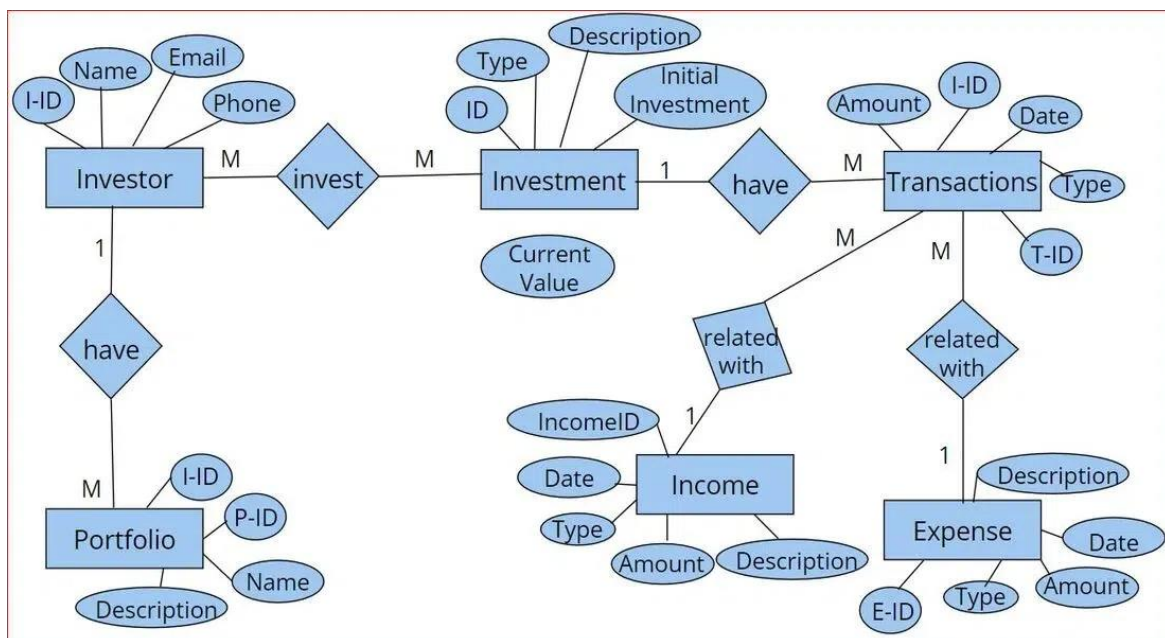 Description
Email
Type
Name
Initial
Investment
I-ID
I-ID
Phone
ID
Amount
Date
M
M
Investor
invest
Investment
1
have
M
Transactions
Type
1
Current
Value
M
M
T-ID
have
related
with
related
with
IncomeID
1
1
I-ID
Description
M
Date
Income
P-ID
Type
Expense
Date
Portfolio
Amount
Description
Name
Description
E-ID
Type
Amount